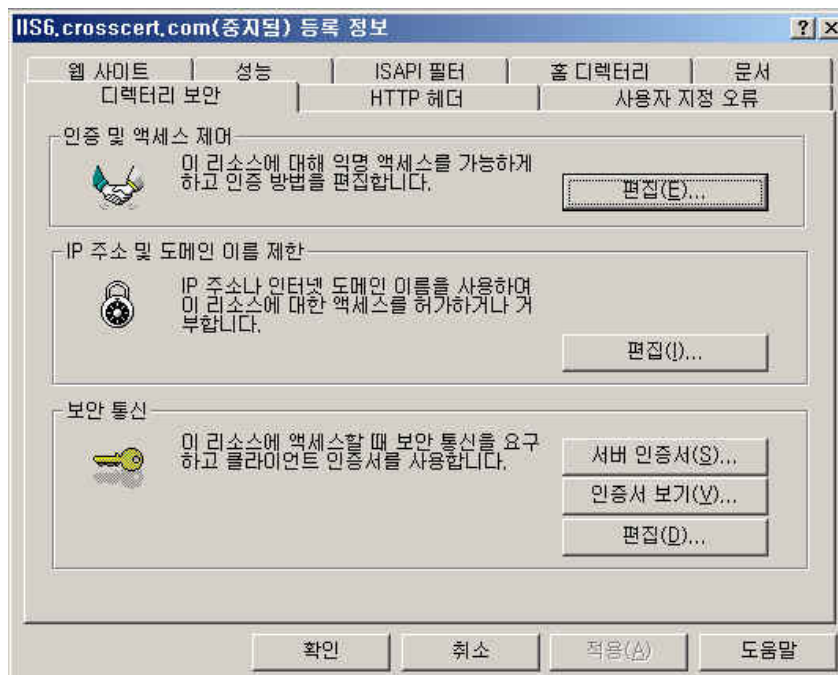 IIS6.crosscert.com(중지됨) 등록 정보
웹 사이트 성능 ISAPI 필터 홈 디렉터리 문서
디렉터리 보안 HTTP 헤더 사용자 지정 오류
인증 및 액세스 제어
이 리소스에 대해 익명 액세스를 가능하게
하고 인증 방법을 편집합니다.
편집(E)...
IP 주소 및 도메인 이름 제한
IP 주소나 인터넷 도메인 이름을 사용하여
이 리소스에 대한 액세스를 허가하거나 거
부합니다.
편집(I)...
보안 통신
이 리소스에 액세스할 때 보안 통신을 요구
하고 클라이언트 인증서를 사용합니다.
서버 인증서(S)...
인증서 보기(V)...
편집(D)...
확인 취소 적용(A) 도움말